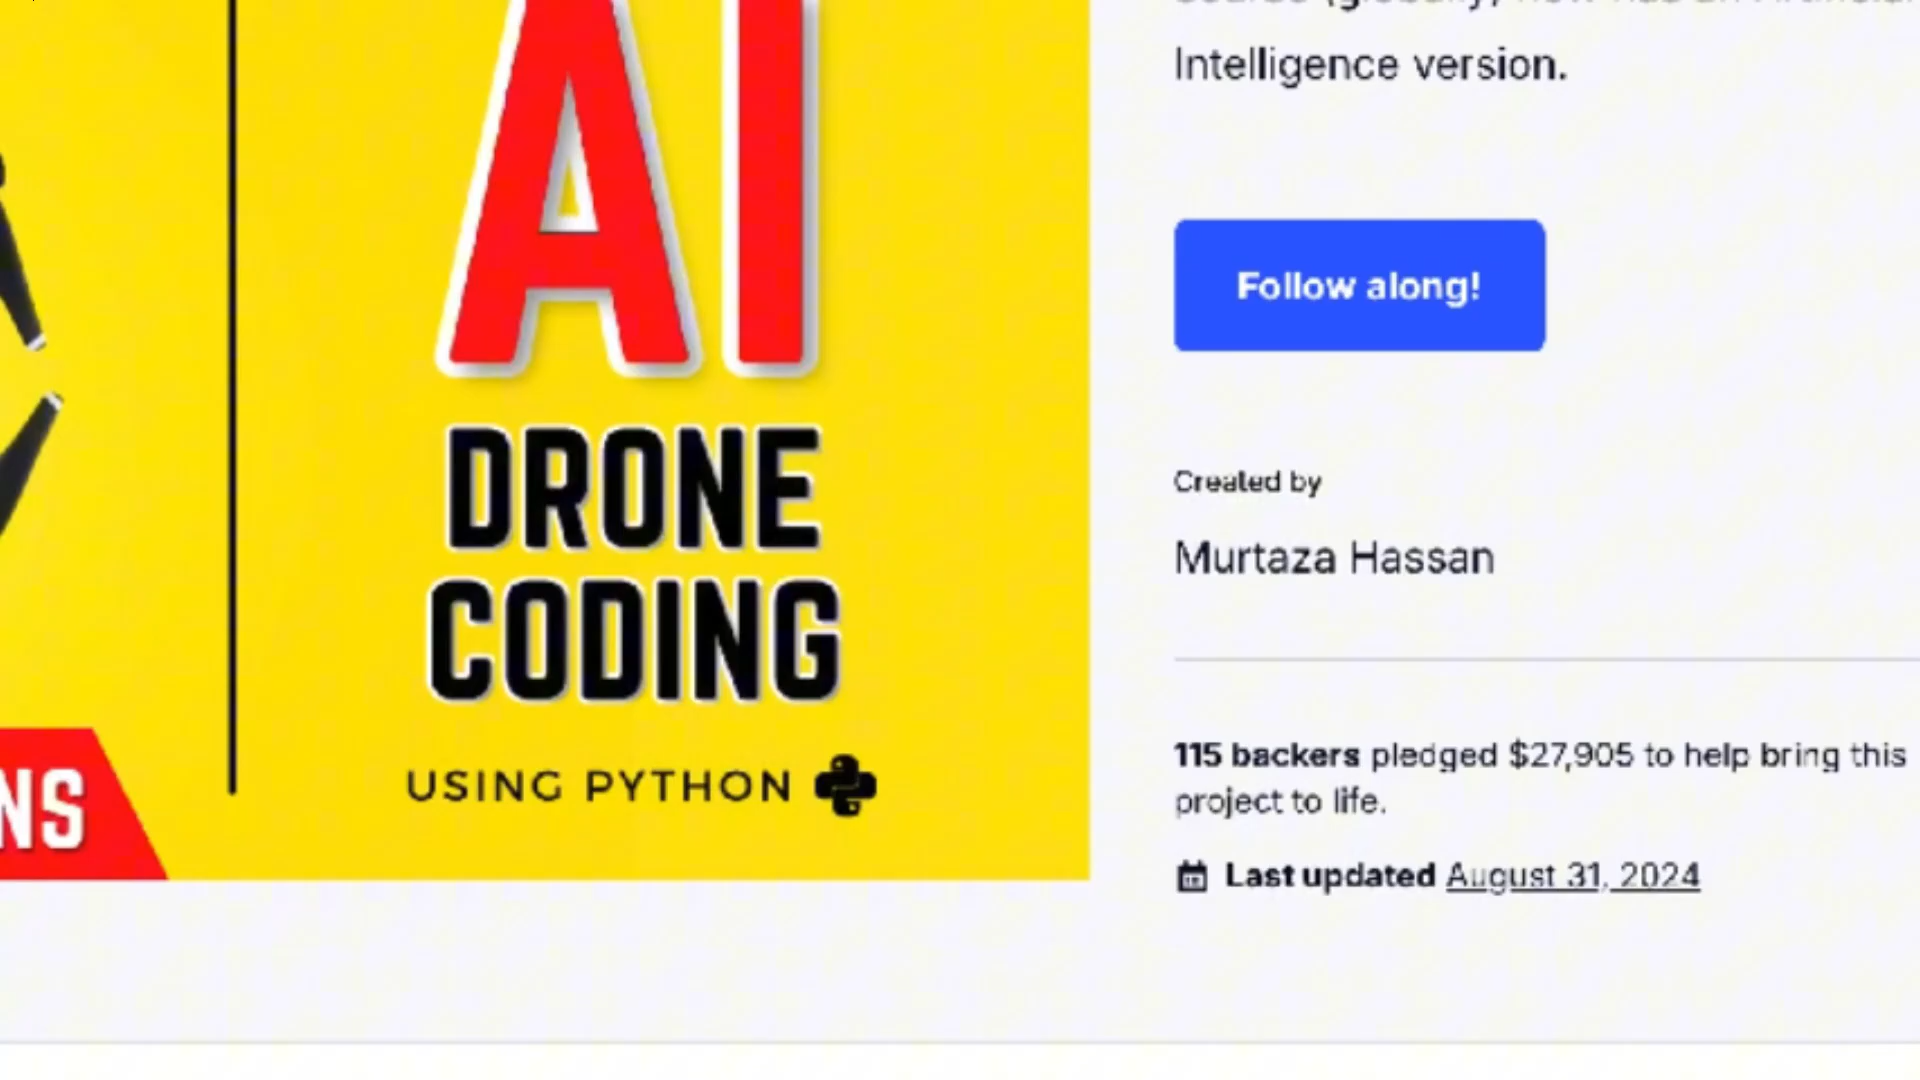 AI
DRONE
CODING
USING PYTHON
NS
Intelligence version.
Follow along!
Created by
Murtaza Hassan
115 backers pledged $27,905 to help bring this
project to life.
Last updated August 31, 2024